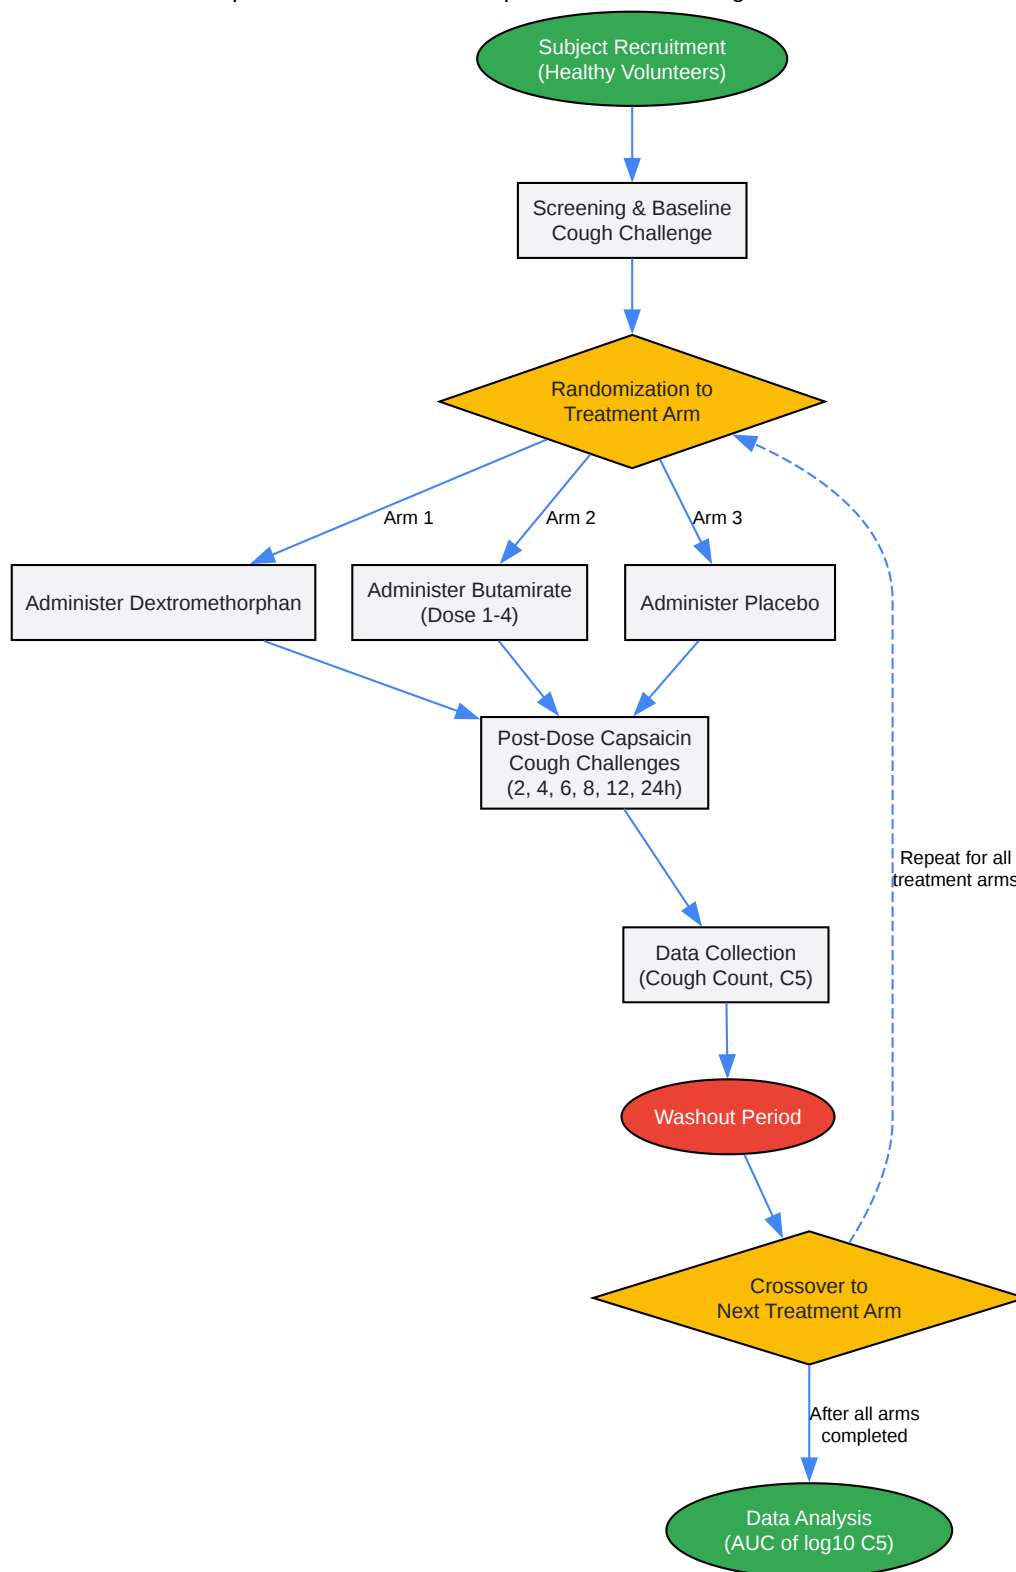 Subject Recruitment
(Healthy Volunteers)
Screening & Baseline
Cough Challenge
Randomization to
Treatment Arm
Arm 1
Arm 2
Arm 3
Administer Dextromethorphan
Administer Butamirate
(Dose 1-4)
Administer Placebo
Post-Dose Capsaicin
Cough Challenges
(2, 4, 6, 8, 12, 24h)
Repeat for all
treatment arms
Data Collection
(Cough Count, C5)
Washout Period
Crossover to
Next Treatment Arm
After all arms
completed
Data Analysis
(AUC of log10 C5)